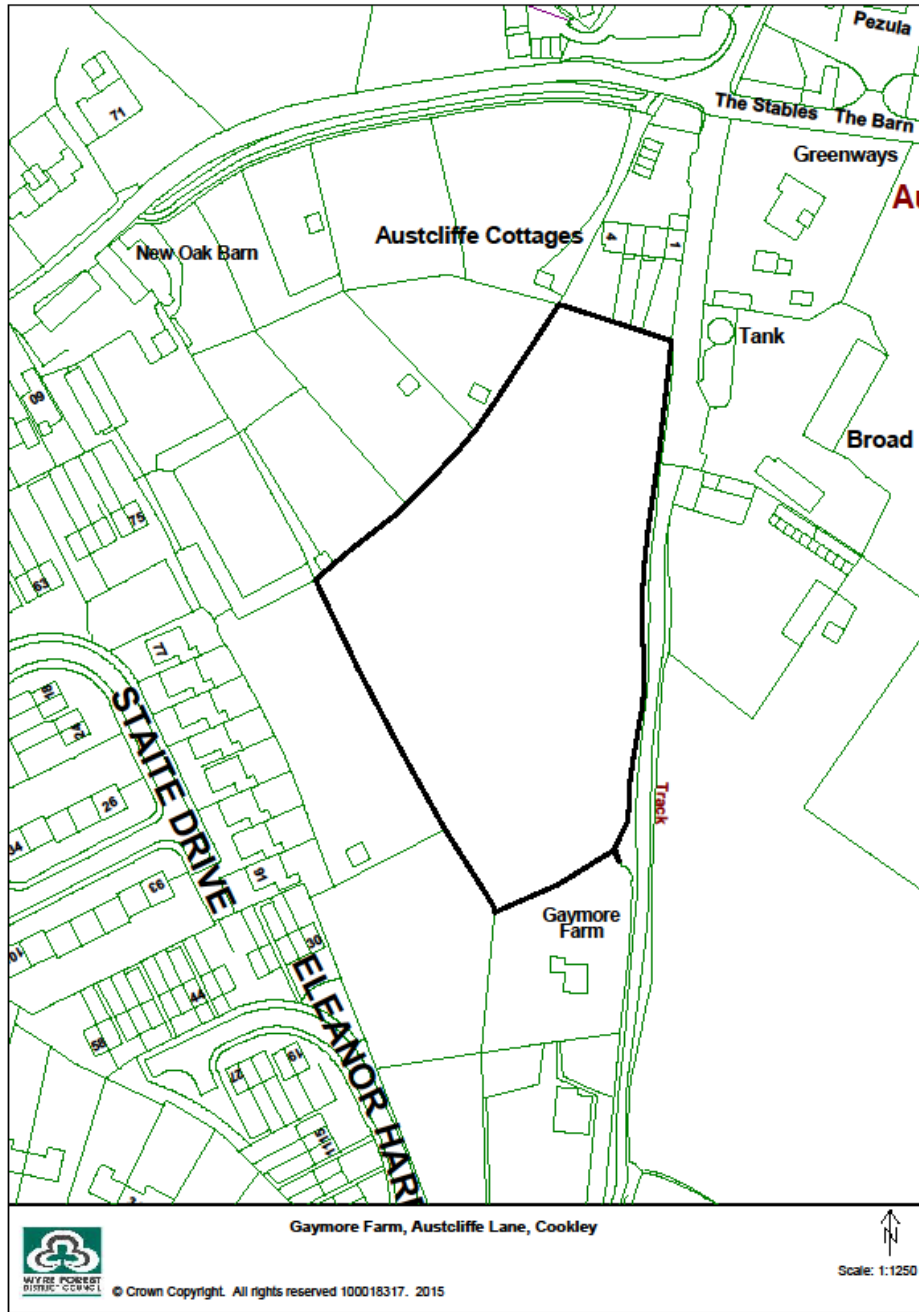 Pezula
71
The Stables The Barn
Greenways
Au
Austcliffe Cottages
4
1
New Oak Barn
Tank
60
Broad
75
63
77
18
24
STAITE DRIVE
26
34
Track
91
93
10
Gaymore
Farm
30
ELEANOR HARR
44
58
19
27
1115
Gaymore Farm, Austcliffe Lane, Cookley
N
WYRE FOREST
DISTRICT COUNCIL
© Crown Copyright. All rights reserved 100018317. 2015
Scale: 1:1250